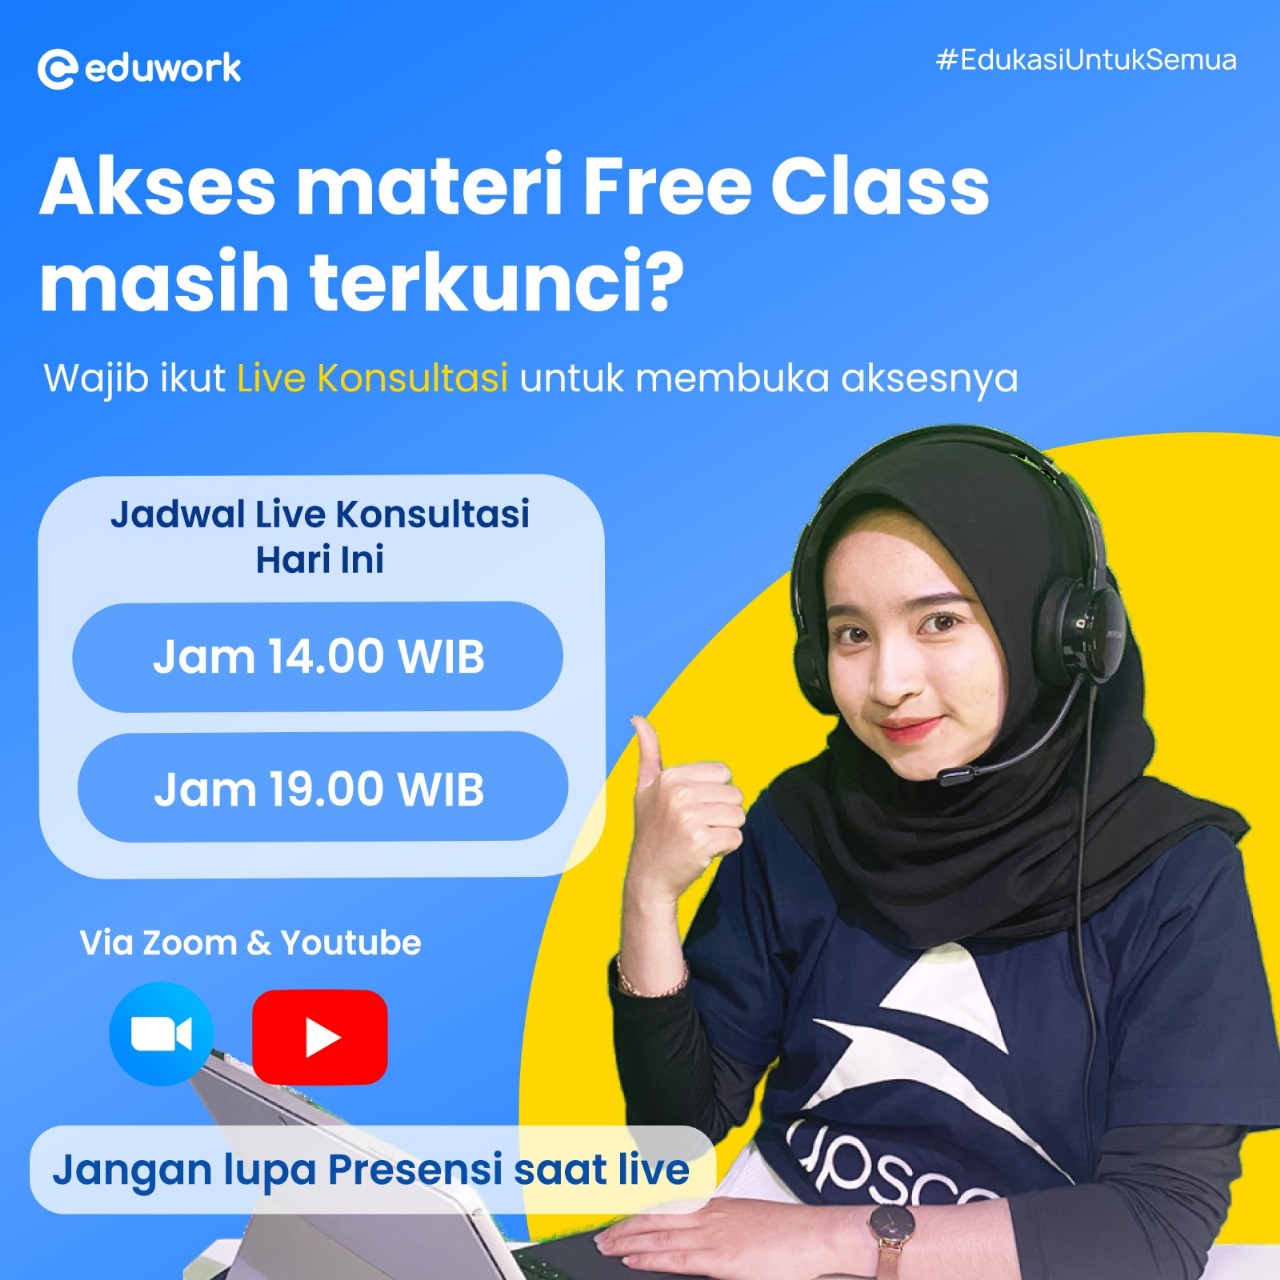 eduwork
#EdukasiUntukSemua
Akses materi Free Class
masih terkunci?
Wajib ikut Live Konsultasi untuk membuka aksesnya
Jadwal Live Konsultasi
Hari Ini
Jam 14.00 WIB
Jam 19.00 WIB
Via Zoom & Youtube
Jangan lupa Presensi saat live